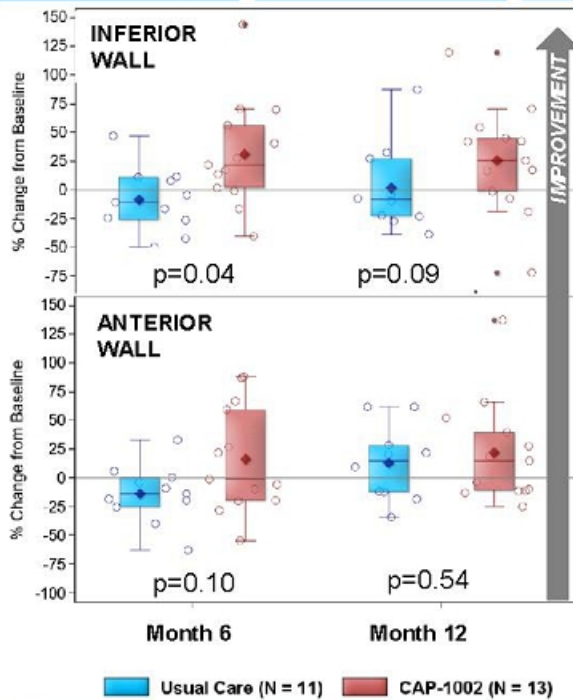 INFERIOR
WALL
% Change from Baseline
150
125
100
75
50
25
0
-25
-50
-75
p=0.04
p=0.09
IMPROVEMENT
ANTERIOR
WALL
% Change from Baseline
150
125
100
75
50
25
0
-25
-50
-75
-100
p=0.10
p=0.54
Month 6
Month 12
Usual Care (N = 11)
CAP-1002 (N = 13)